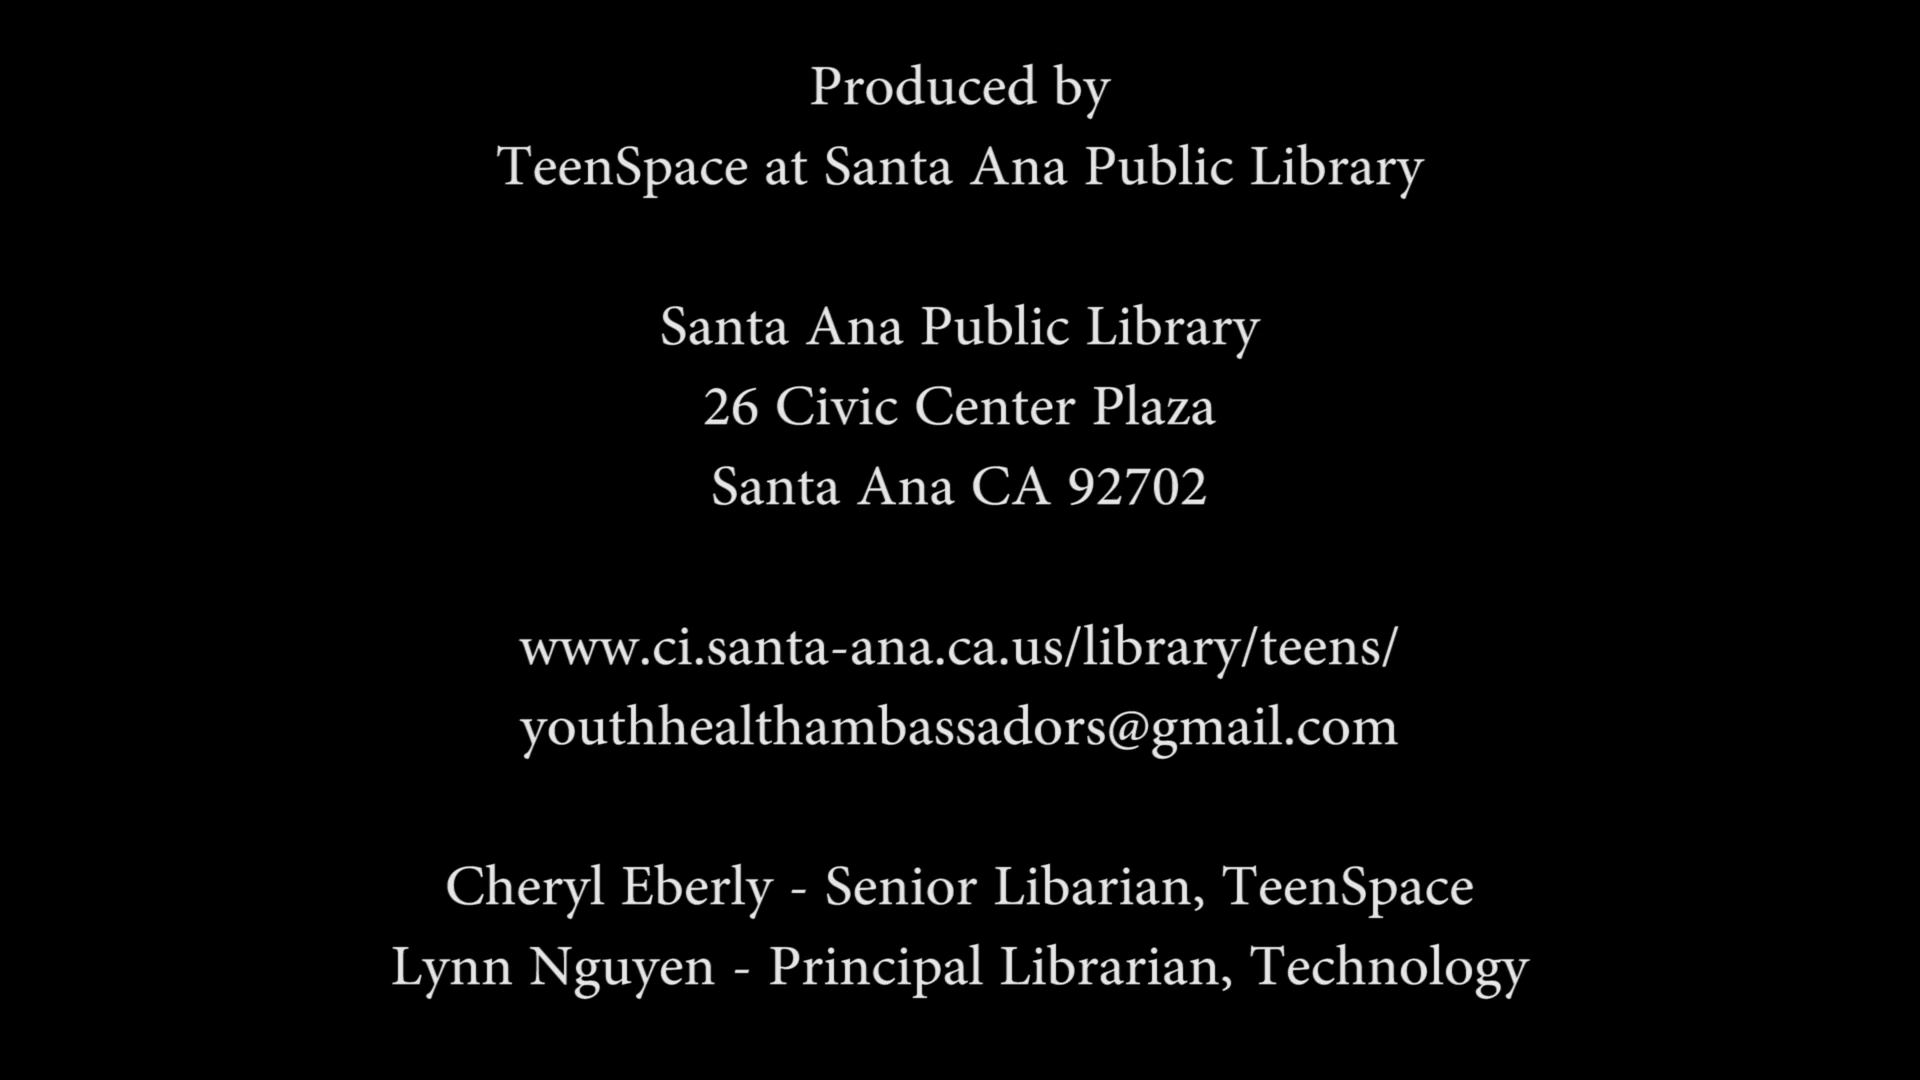 Produced by
TeenSpace at Santa Ana Public Library
Santa Ana Public Library
26 Civic Center Plaza
Santa Ana CA 92702
www.ci.santa-ana.ca.us/library/teens/
youthhealthambassadors@gmail.com
Cheryl Eberly - Senior Libarian, TeenSpace
Lynn Nguyen - Principal Librarian, Technology